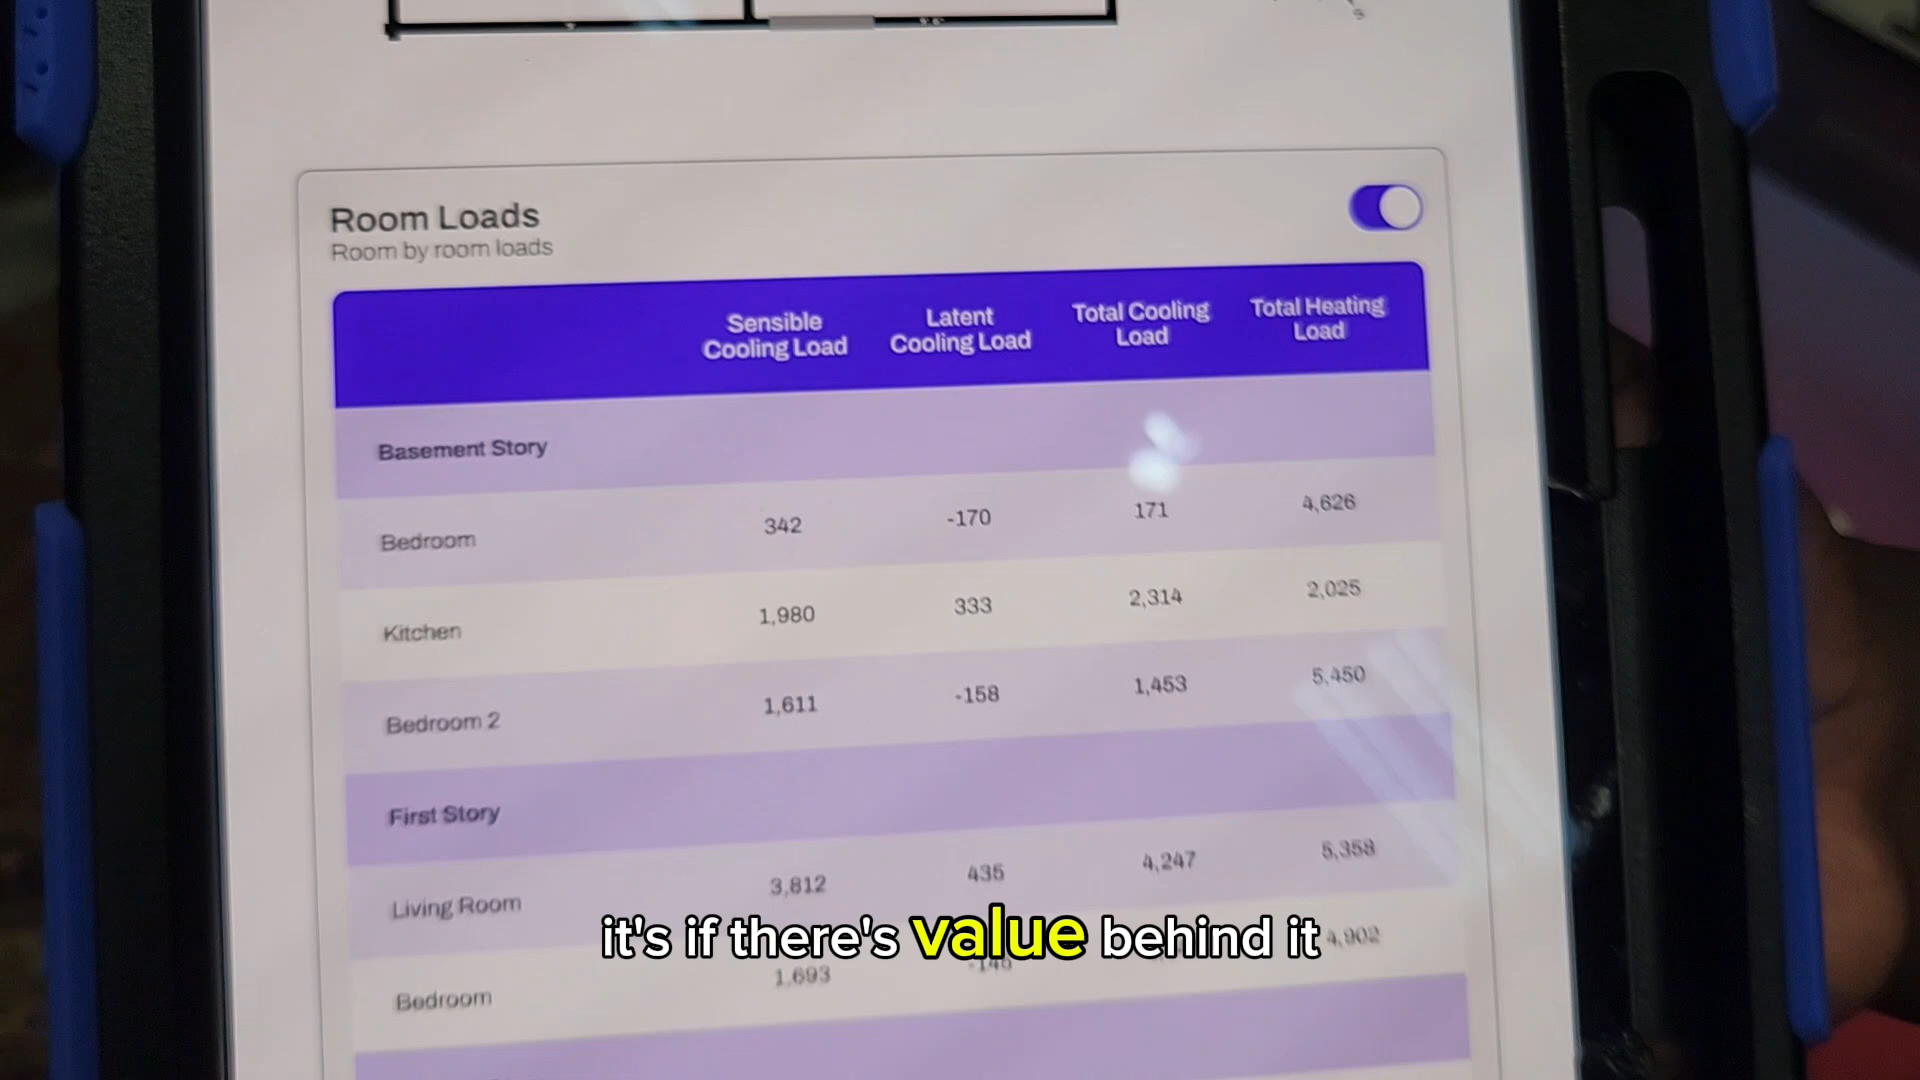 Room Loads
Room by room loads
Sensible Cooling Load Latent Cooling Load Total Cooling Load Total Heating Load
Basement Story
Bedroom 342 -170 171 4,626
Kitchen 1,980 333 2,314 2,025
Bedroom 2 1,611 -158 1,453 5,450
First Story
Living Room 3,812 435 4,247 5,358
it's if there's value behind it
Bedroom 1,693 4,902